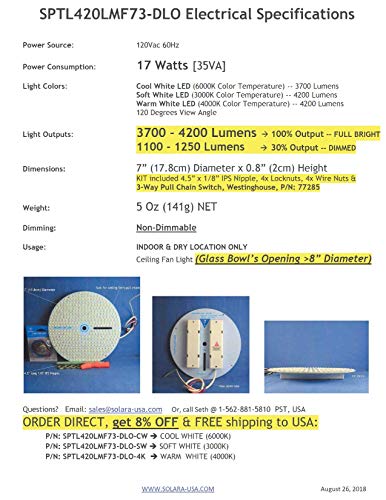 SPTL420LMF73-DLO Electrical Specifications
Power Source: 120Vac 60Hz
Power Consumption: 17 Watts [35VA]
Light Colors: Cool White LED (6000K Color Temperature) -- 3700 Lumens
Soft White LED (3000K Color Temperature) -- 4200 Lumens
Warm White LED (4000K Color Temperature) -- 4200 Lumens
120 Degrees View Angle
Light Outputs: 3700 - 4200 Lumens → 100% Output -- FULL BRIGHT
1100 - 1250 Lumens → 30% Output -- DIMMED
Dimensions: 7” (17.8cm) Diameter x 0.8” (2cm) Height
KIT included 4.5” x 1/8” IPS Nipple, 4x Locknuts, 4x Wire Nuts &
3-Way Pull Chain Switch, Westinghouse, P/N: 77285
Weight: 5 Oz (141g) NET
Dimming: Non-Dimmable
Usage: INDOOR & DRY LOCATION ONLY
Ceiling Fan Light (Glass Bowl’s Opening >8” Diameter)
Questions? Email: sales@solara-usa.com Or, call Seth @ 1-562-881-5810 PST, USA
ORDER DIRECT, get 8% OFF & FREE shipping to USA:
P/N: SPTL420LMF73-DLO-CW → COOL WHITE (6000K)
P/N: SPTL420LMF73-DLO-SW → SOFT WHITE (3000K)
P/N: SPTL420LMF73-DLO-4K → WARM WHITE (4000K)
WWW.SOLARA-USA.COM
August 26, 2018